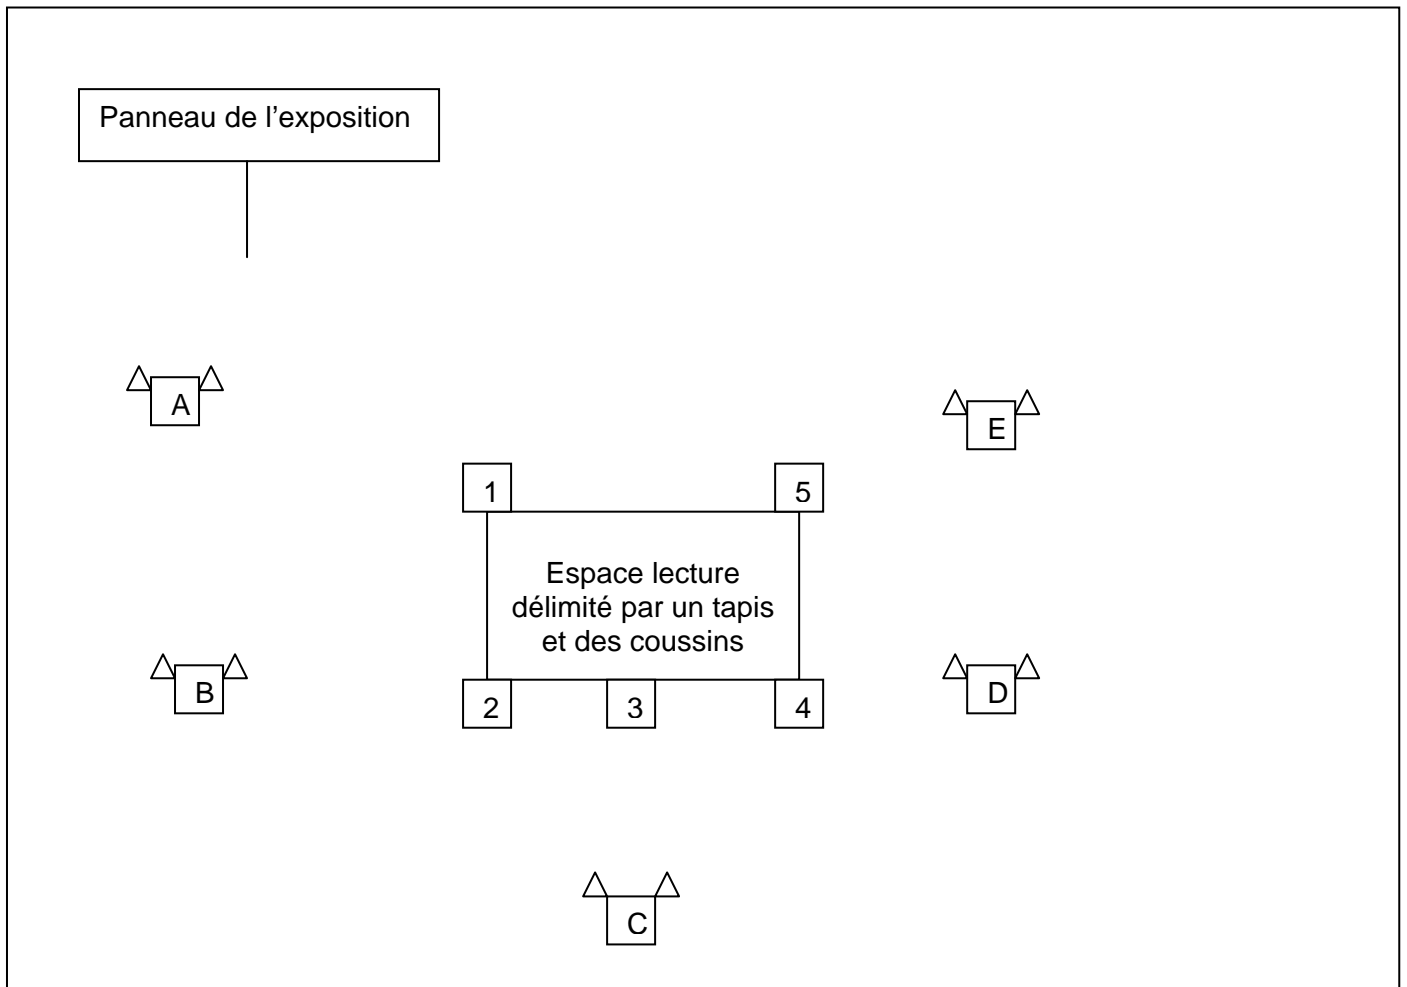 Panneau de l'exposition
A
E
1
5
Espace lecture
délimité par un tapis
et des coussins
B
D
2
3
4
C